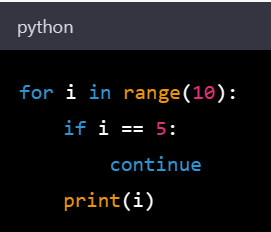 python
for i in range(10):
    if i == 5:
        continue
    print(i)